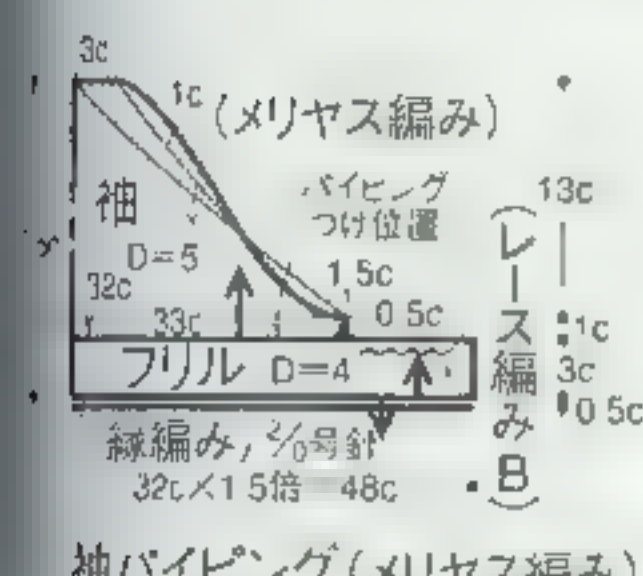 3c
1c (メリヤス編み)
13c
袖
パイピング
つけ位置
D=5
1,5c
32c
33c
0 5c
(レース編み・B)
1c
フリル D=4
3c
0 5c
縁編み, 2/0号針
32c×1 5倍 48c
袖パイピング(メリヤス編み)